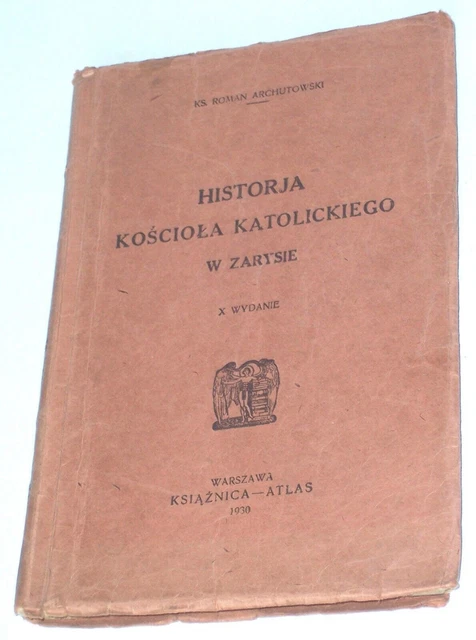 KS. ROMAN ARCHUTOWSKI
HISTORJA
KOŚCIOŁA KATOLICKIEGO
W ZARYSIE
X WYDANIE
WARSZAWA
KSIĄŻNICA—ATLAS
1930